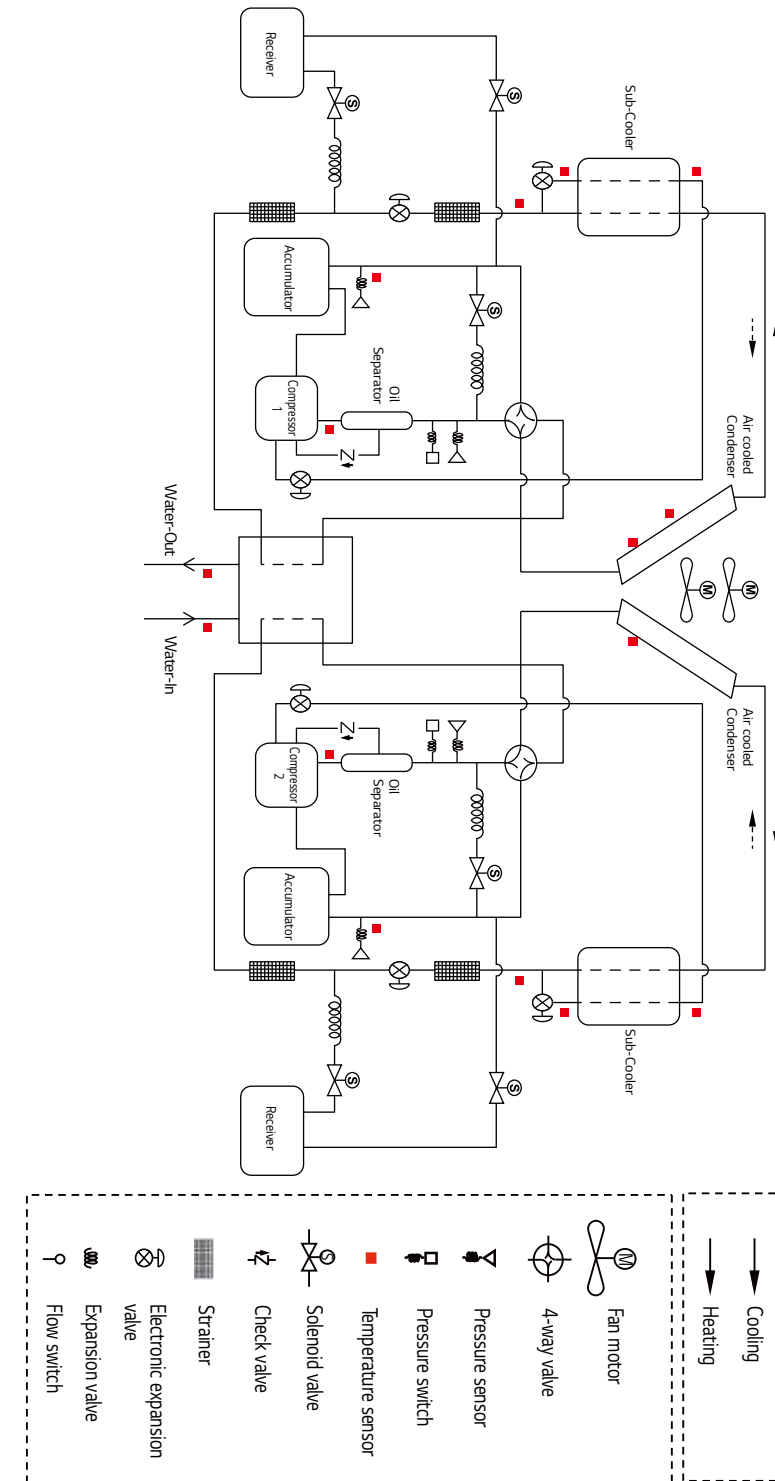 Receiver
Sub-Cooler
S
S
Accumulator
S
Oil
Separator
Compressor
1
Z
Air cooled
Condenser
Water-Out
M
M
Water-In
Air cooled
Condenser
Z
Compressor
2
Oil
Separator
S
Accumulator
Sub-Cooler
S
S
Receiver
Cooling
Heating
M
Fan motor
4-way valve
Pressure sensor
Pressure switch
Temperature sensor
S
Solenoid valve
Check valve
Strainer
Electronic expansion
valve
Expansion valve
Flow switch